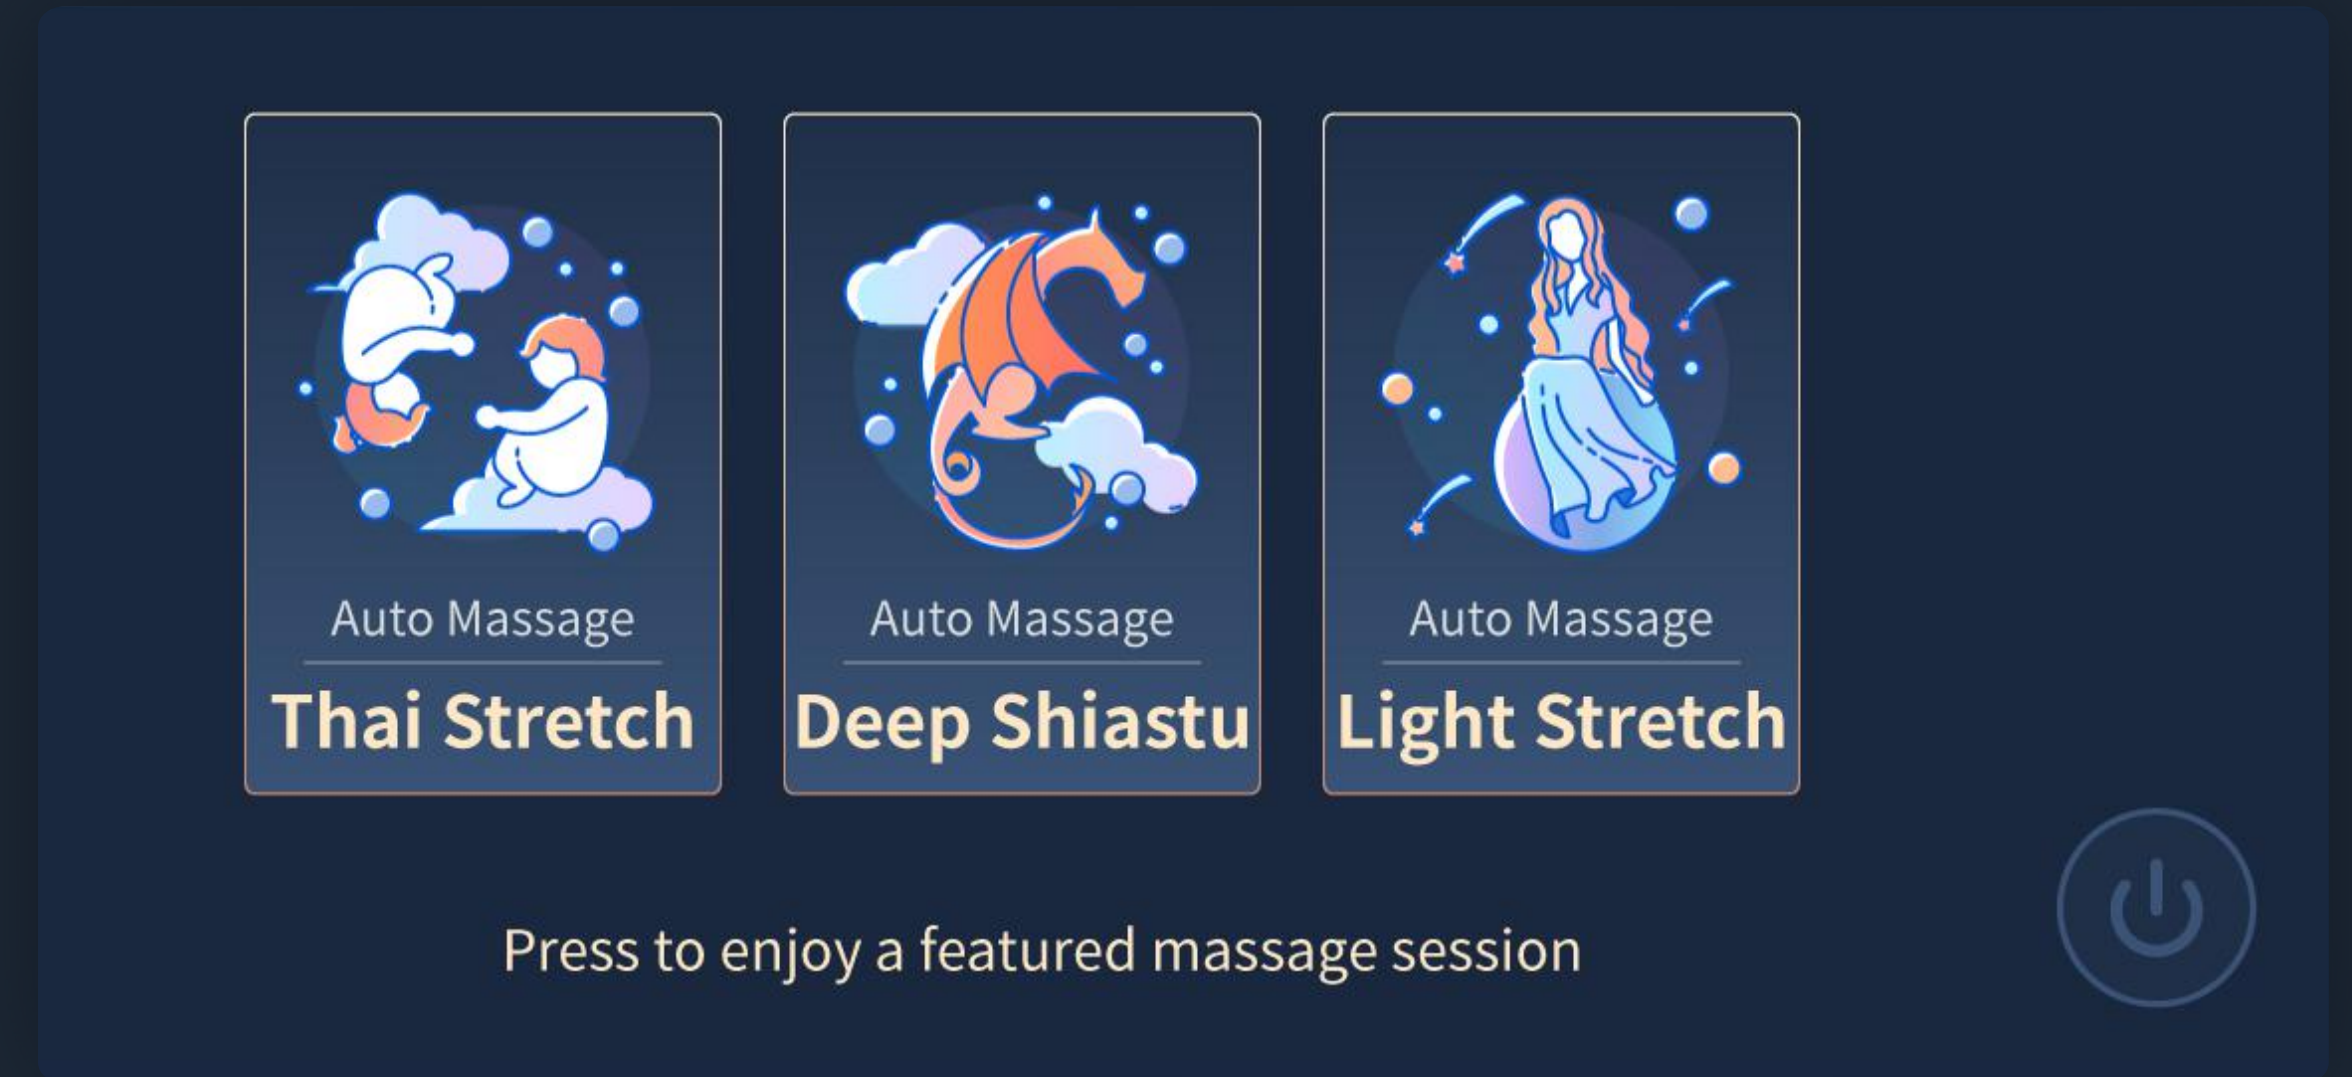 Auto Massage
Thai Stretch
Auto Massage
Deep Shiastu
Auto Massage
Light Stretch
Press to enjoy a featured massage session